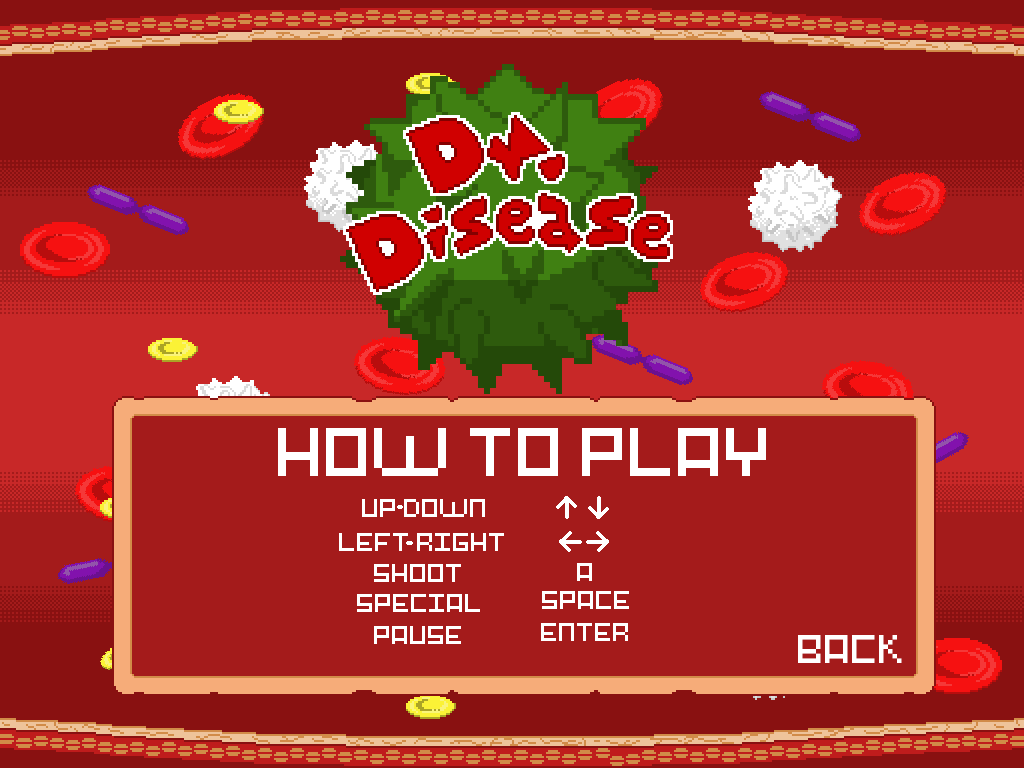 Dr.
Disease
HOW TO PLAY
UP-DOWN ↑ ↓
LEFT-RIGHT ←→
SHOOT A
SPECIAL SPACE
PAUSE ENTER
BACK